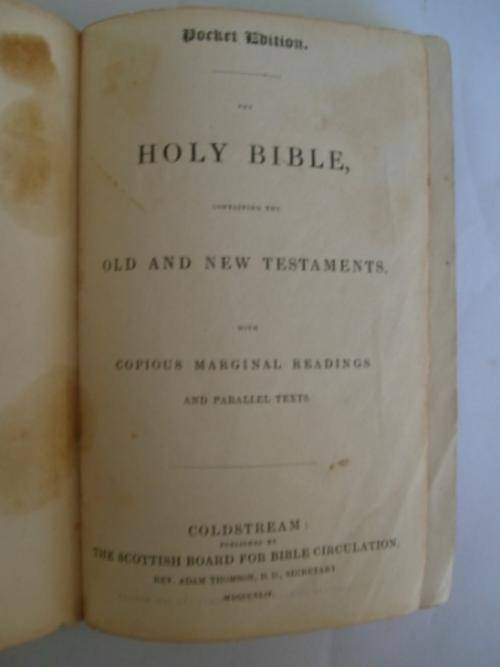 Pocket Edition.
THE
HOLY BIBLE,
CONTAINING THE
OLD AND NEW TESTAMENTS,
WITH
COPIOUS MARGINAL READINGS
AND PARALLEL TEXTS.
COLDSTREAM:
PUBLISHED BY
THE SCOTTISH BOARD FOR BIBLE CIRCULATION,
REV. ADAM THOMSON, D. D., SECRETARY
MDCCCXLIV.